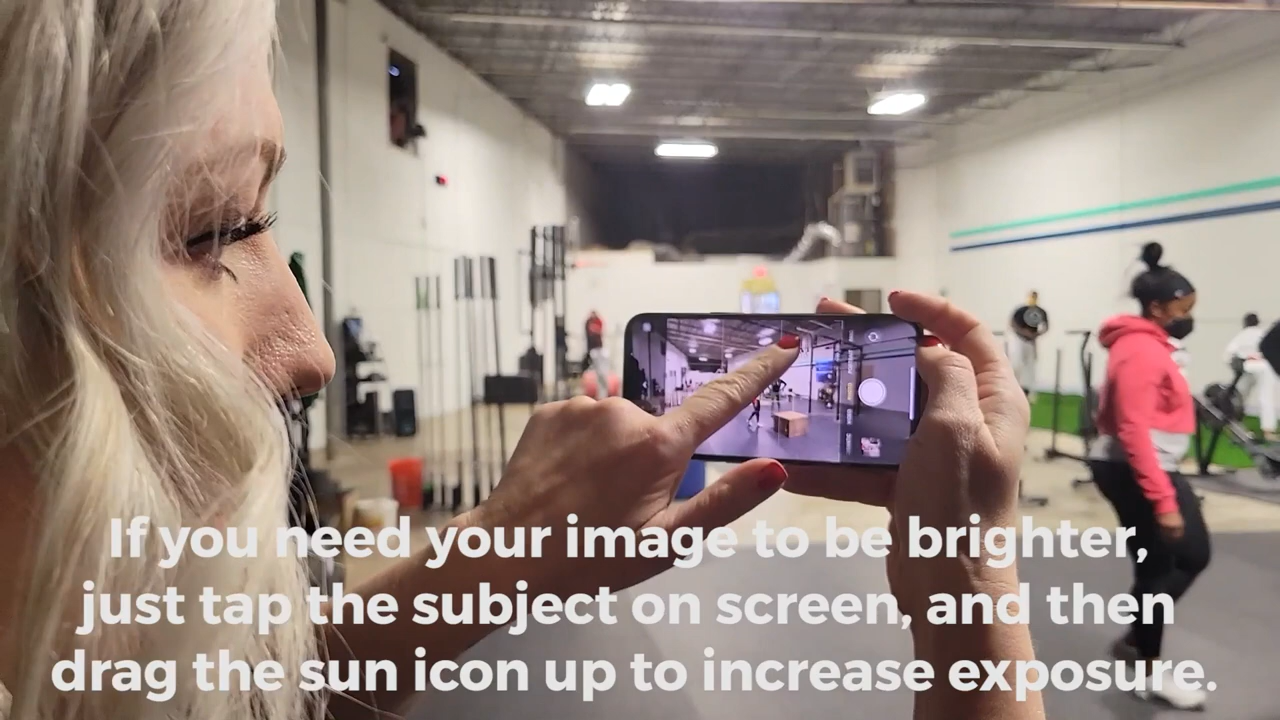 If you need your image to be brighter,
just tap the subject on screen, and then
drag the sun icon up to increase exposure.